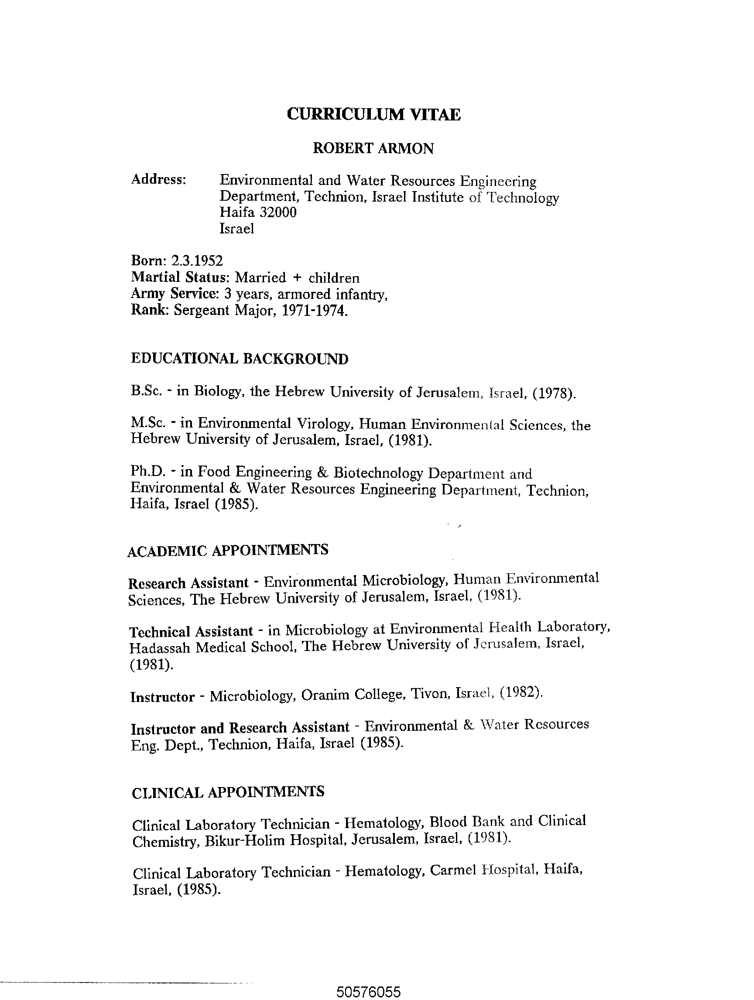 CURRICULUM VITAE
ROBERT ARMON
Address: Environmental and Water Resources Engineering
Department, Technion, Israel Institute of Technology
Haifa 32000
Israel
Born: 2.3.1952
Martial Status: Married + children
Army Service: 3 years, armored infantry,
Rank: Sergeant Major, 1971-1974.
EDUCATIONAL BACKGROUND
B.Sc. - in Biology, the Hebrew University of Jerusalem, Israel, (1978).
M.Sc. - in Environmental Virology, Human Environmental Sciences, the
Hebrew University of Jerusalem, Israel, (1981).
Ph.D. - in Food Engineering & Biotechnology Department and
Environmental & Water Resources Engineering Department, Technion,
Haifa, Israel (1985).
ACADEMIC APPOINTMENTS
Research Assistant - Environmental Microbiology, Human Environmental
Sciences, The Hebrew University of Jerusalem, Israel, (1981).
Technical Assistant - in Microbiology at Environmental Health Laboratory,
Hadassah Medical School, The Hebrew University of Jerusalem, Israel,
(1981).
Instructor - Microbiology, Oranim College, Tivon, Israel, (1982).
Instructor and Research Assistant - Environmental & Water Resources
Eng. Dept., Technion, Haifa, Israel (1985).
CLINICAL APPOINTMENTS
Clinical Laboratory Technician - Hematology, Blood Bank and Clinical
Chemistry, Bikur-Holim Hospital, Jerusalem, Israel, (1981).
Clinical Laboratory Technician - Hematology, Carmel Hospital, Haifa,
Israel, (1985).
50576055